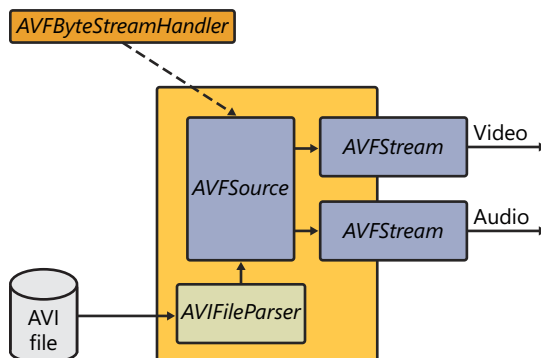 AVFByteStreamHandler
AVFSource
AVFStream
Video
AVFStream
Audio
AVIFileParser
AVI
file